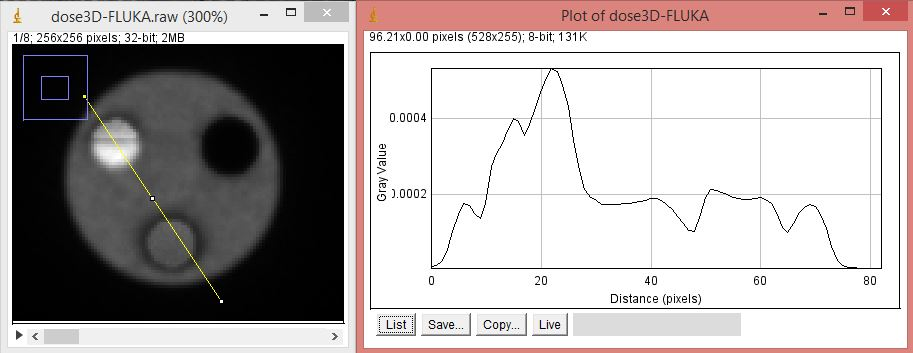 dose3D-FLUKA.raw (300%)
1/8; 256x256 pixels; 32-bit; 2MB
Plot of dose3D-FLUKA
96.21x0.00 pixels (528x255); 8-bit; 131K
0.0004
0.0002
Gray Value
0 20 40 60 80
Distance (pixels)
List Save... Copy... Live